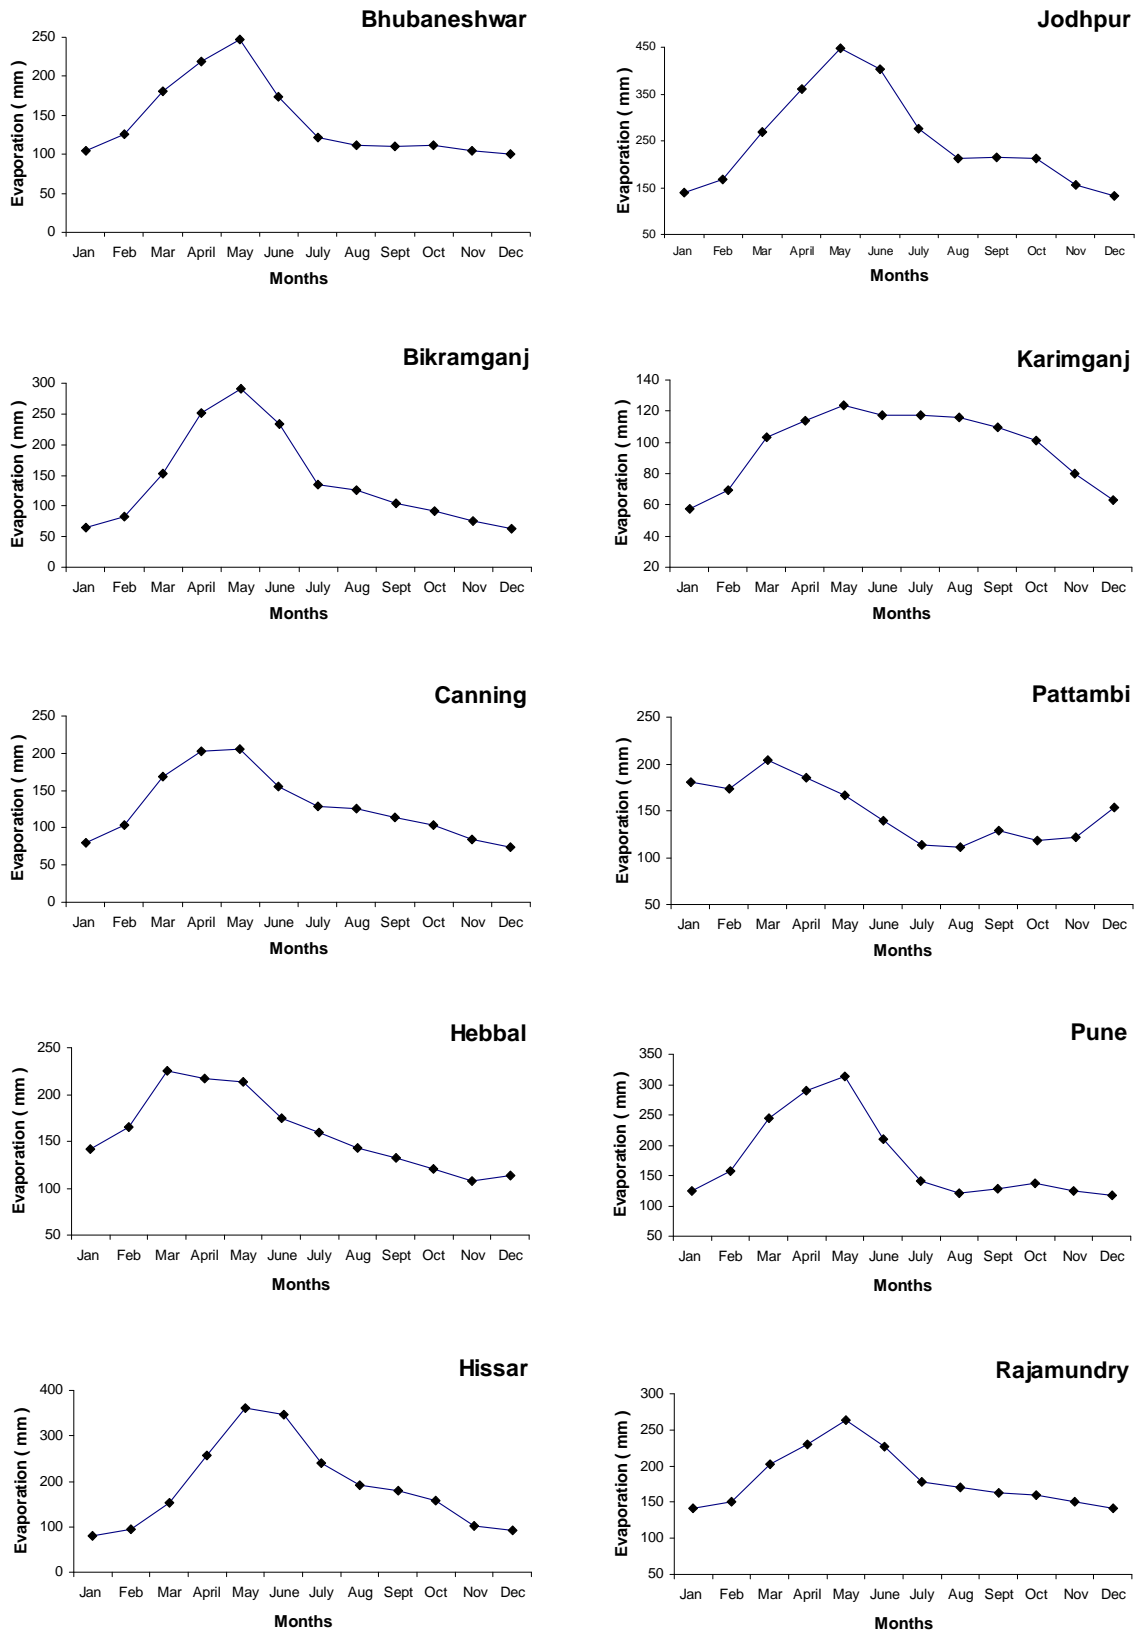 Bhubaneshwar
Evaporation ( mm )
250
200
150
100
50
0
Jan Feb Mar April May June July Aug Sept Oct Nov Dec
Months
Jodhpur
Evaporation ( mm )
450
350
250
150
50
Jan Feb Mar April May June July Aug Sept Oct Nov Dec
Months
Bikramganj
Evaporation ( mm )
300
250
200
150
100
50
0
Jan Feb Mar April May June July Aug Sept Oct Nov Dec
Months
Karimganj
Evaporation ( mm )
140
120
100
80
60
40
20
Jan Feb Mar April May June July Aug Sept Oct Nov Dec
Months
Canning
Evaporation ( mm )
250
200
150
100
50
0
Jan Feb Mar April May June July Aug Sept Oct Nov Dec
Months
Pattambi
Evaporation ( mm )
250
200
150
100
50
Jan Feb Mar April May June July Aug Sept Oct Nov Dec
Months
Hebbal
Evaporation ( mm )
250
200
150
100
50
Jan Feb Mar April May June July Aug Sept Oct Nov Dec
Months
Pune
Evaporation ( mm )
350
300
250
200
150
100
50
Jan Feb Mar April May June July Aug Sept Oct Nov Dec
Months
Hissar
Evaporation ( mm )
400
300
200
100
0
Jan Feb Mar April May June July Aug Sept Oct Nov Dec
Months
Rajamundry
Evaporation ( mm )
300
250
200
150
100
50
Jan Feb Mar April May June July Aug Sept Oct Nov Dec
Months